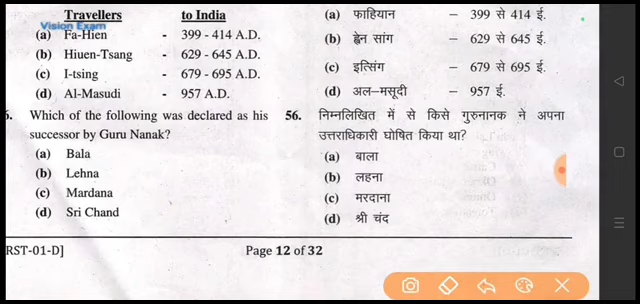 Travellers to India
Vision Exam
(a) Fa-Hien - 399 - 414 A.D.
(b) Hiuen-Tsang - 629 - 645 A.D.
(c) I-tsing - 679 - 695 A.D.
(d) Al-Masudi - 957 A.D.
6. Which of the following was declared as his
successor by Guru Nanak?
(a) Bala
(b) Lehna
(c) Mardana
(d) Sri Chand
(a) फाहियान – 399 से 414 ई.
(b) ह्वेन सांग – 629 से 645 ई.
(c) इत्सिंग – 679 से 695 ई.
(d) अल–मसूदी – 957 ई.
56. निम्नलिखित में से किसे गुरुनानक ने अपना
उत्तराधिकारी घोषित किया था?
(a) बाला
(b) लहना
(c) मरदाना
(d) श्री चंद
RST-01-D] Page 12 of 32